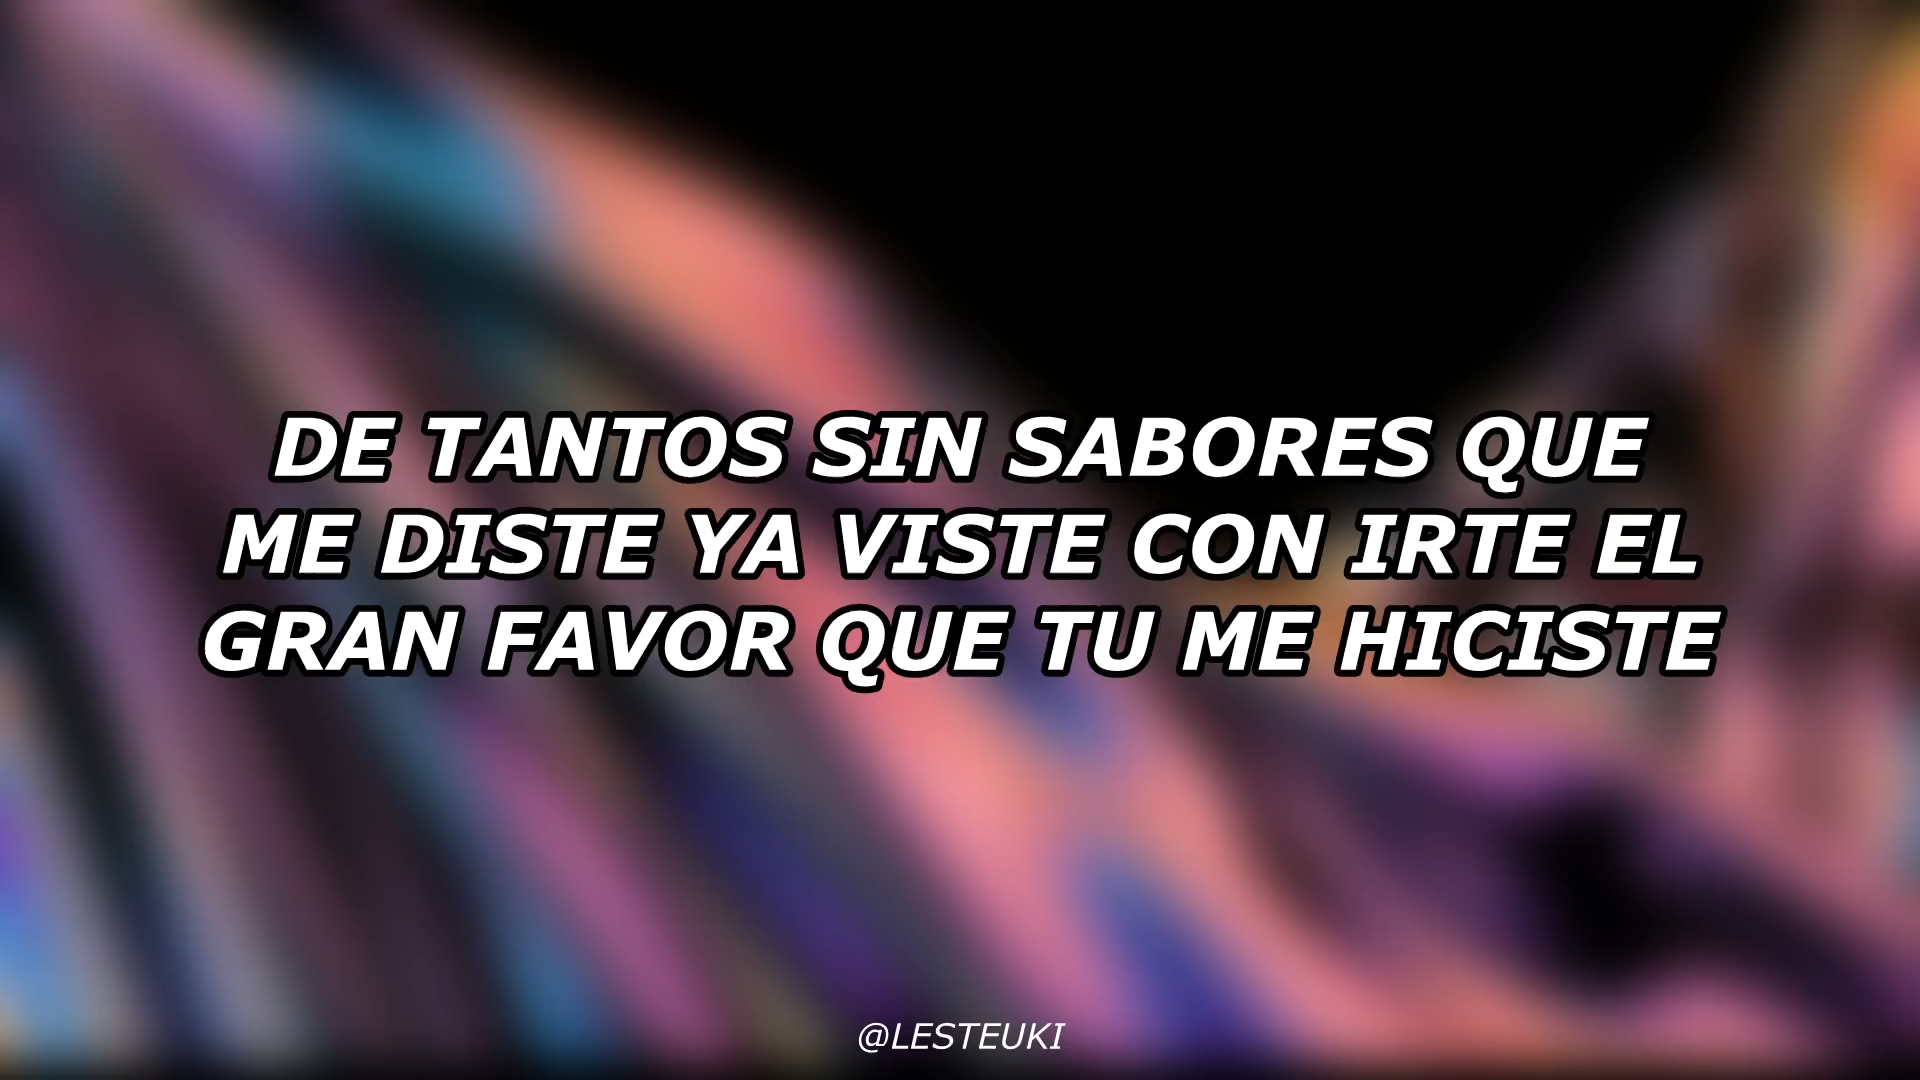 DE TANTOS SIN SABORES QUE
ME DISTE YA VISTE CON IRTE EL
GRAN FAVOR QUE TU ME HICISTE
@LESTEUKI